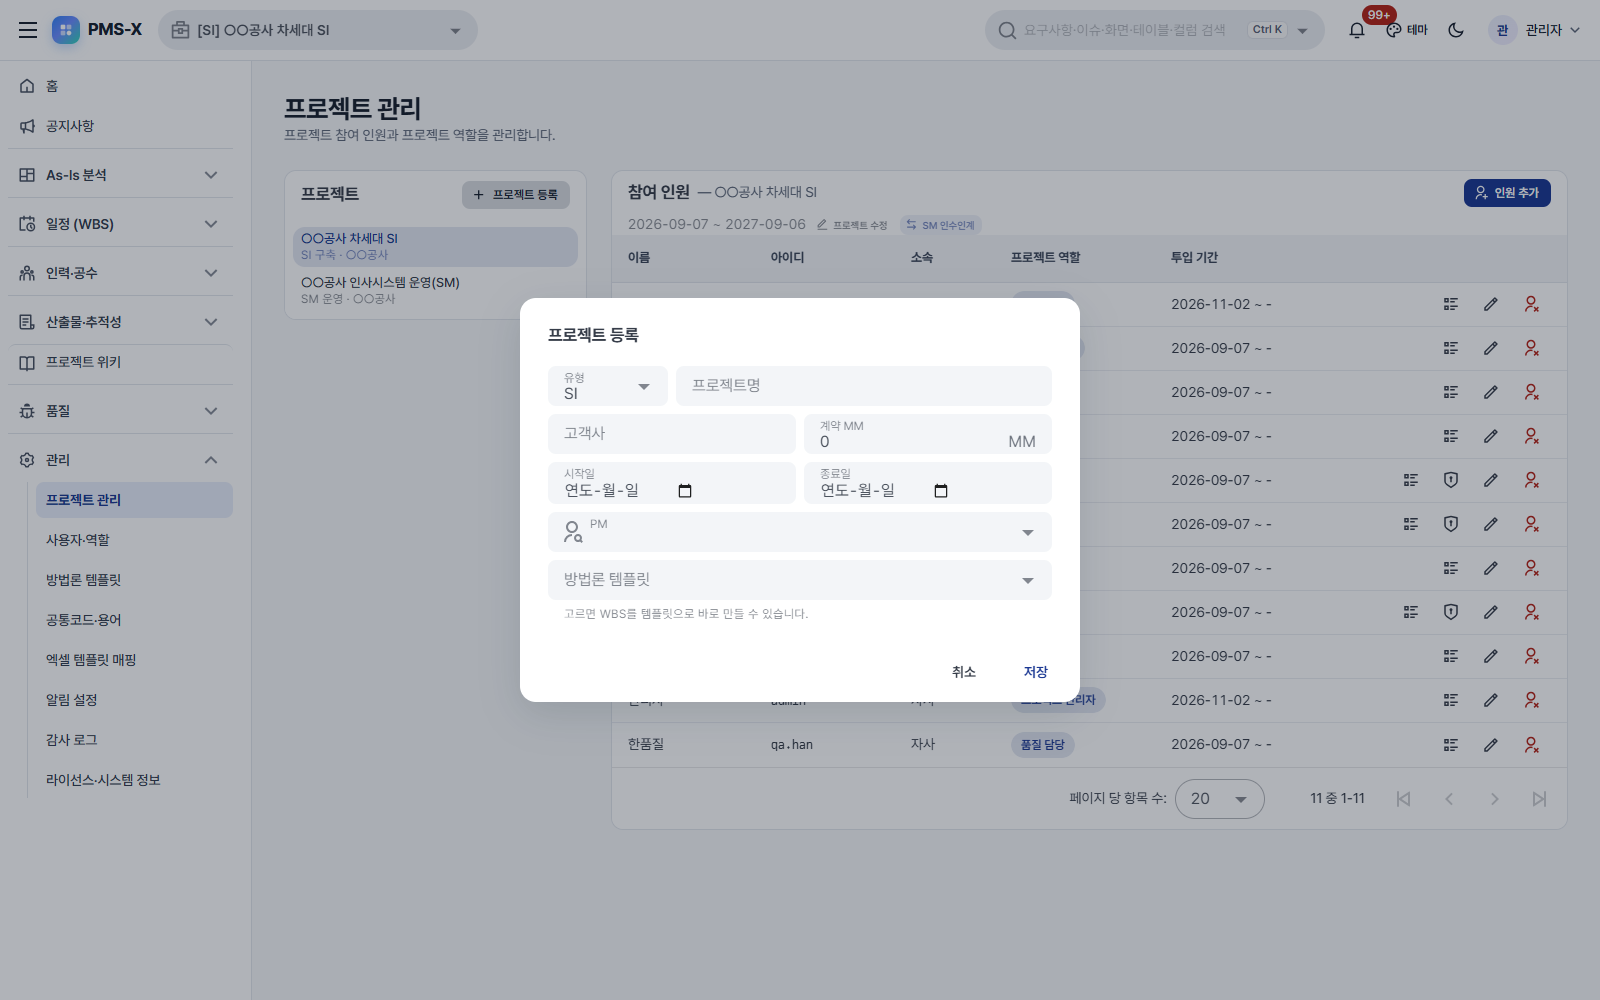 PMS-X
[SI] 〇〇공사 차세대 SI
요구사항·이슈·화면·테이블·컬럼 검색
Ctrl K
99+
테마
관
관리자
홈
공지사항
As-Is 분석
일정 (WBS)
인력·공수
산출물·추적성
프로젝트 위키
품질
관리
프로젝트 관리
사용자·역할
방법론 템플릿
공통코드·용어
엑셀 템플릿 매핑
알림 설정
감사 로그
라이선스·시스템 정보
프로젝트 관리
프로젝트 참여 인원과 프로젝트 역할을 관리합니다.
프로젝트
프로젝트 등록
〇〇공사 차세대 SI
SI 구축 · 〇〇공사
〇〇공사 인사시스템 운영(SM)
SM 운영 · 〇〇공사
참여 인원 — 〇〇공사 차세대 SI
인원 추가
2026-09-07 ~ 2027-09-06 프로젝트 수정 SM 인수인계
이름 아이디 소속 프로젝트 역할 투입 기간
2026-11-02 ~ -
2026-09-07 ~ -
2026-09-07 ~ -
2026-09-07 ~ -
2026-09-07 ~ -
2026-09-07 ~ -
2026-09-07 ~ -
2026-09-07 ~ -
2026-09-07 ~ -
2026-11-02 ~ -
한품질 qa.han 자사 품질 담당 2026-09-07 ~ -
페이지 당 항목 수: 20 11 중 1-11
프로젝트 등록
유형
SI
프로젝트명
고객사
계약 MM
0 MM
시작일
연도-월-일
종료일
연도-월-일
PM
방법론 템플릿
고르면 WBS를 템플릿으로 바로 만들 수 있습니다.
취소 저장